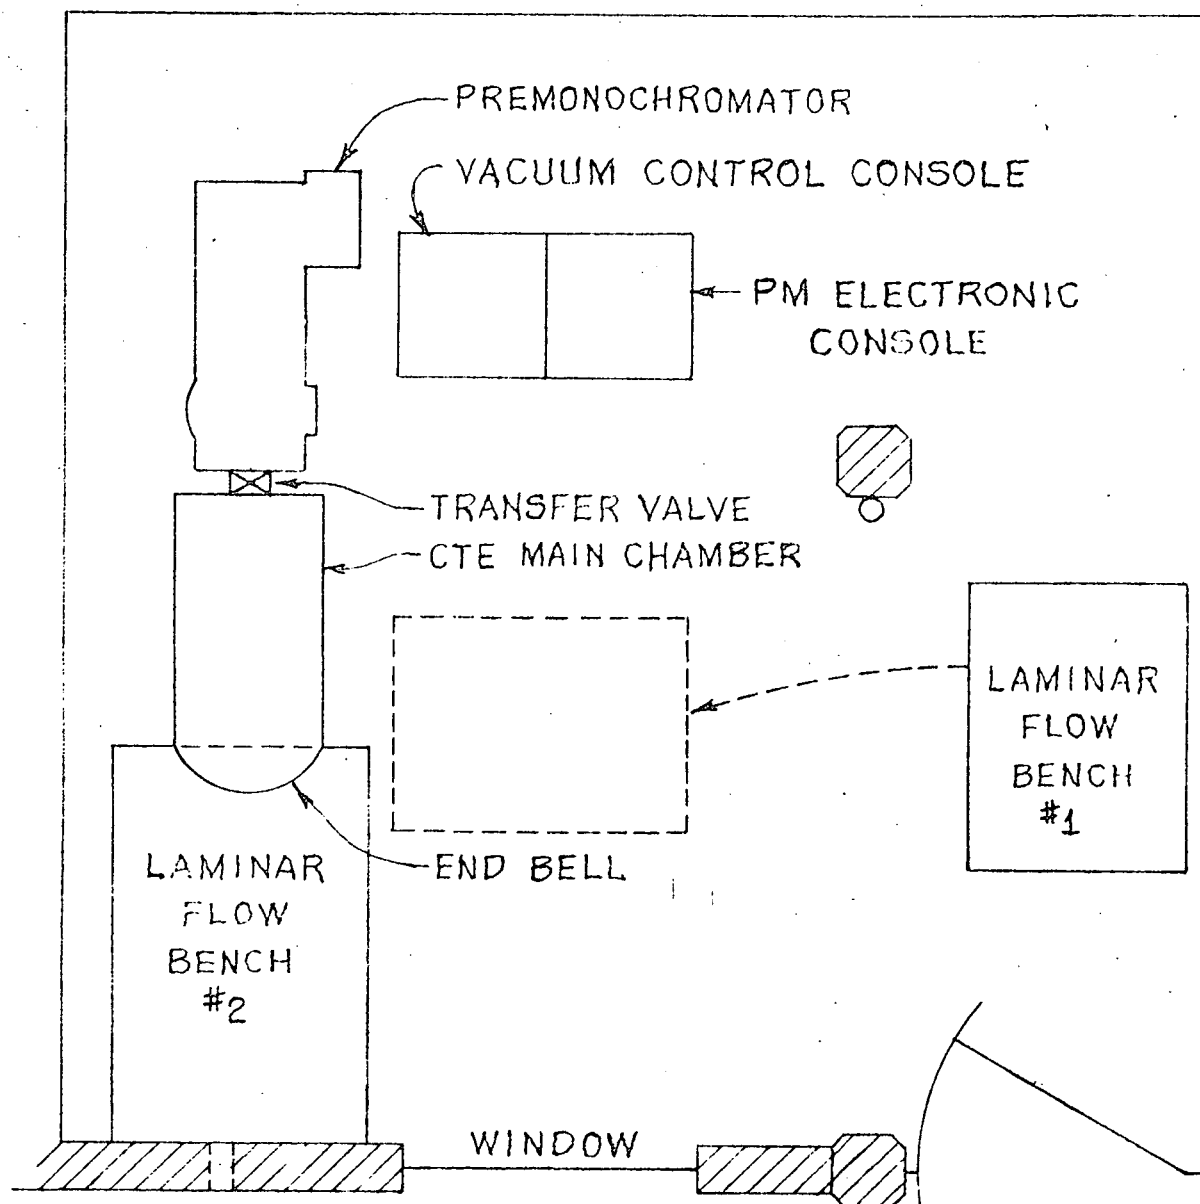 PREMONOCHROMATOR
VACUUM CONTROL CONSOLE
PM ELECTRONIC
CONSOLE
TRANSFER VALVE
CTE MAIN CHAMBER
LAMINAR
FLOW
BENCH
#1
END BELL
LAMINAR
FLOW
BENCH
#2
WINDOW